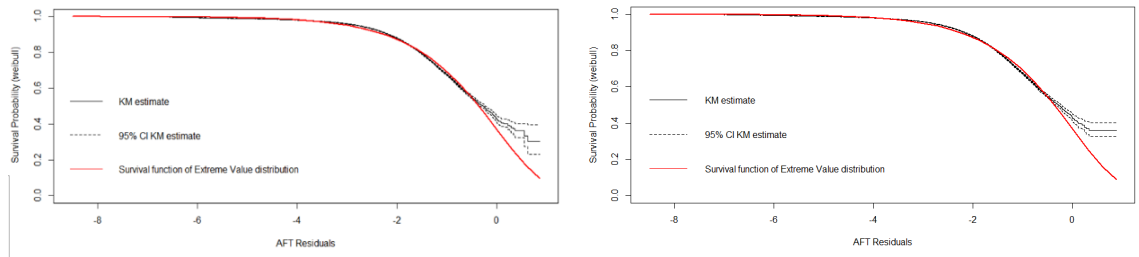 Survival Probability (weibull)
1.0
0.8
0.6
0.4
0.2
0.0
KM estimate
95% CI KM estimate
Survival function of Extreme Value distribution
-8 -6 -4 -2 0
AFT Residuals
Survival Probability (weibull)
1.0
0.8
0.6
0.4
0.2
0.0
KM estimate
95% CI KM estimate
Survival function of Extreme Value distribution
-8 -6 -4 -2 0
AFT Residuals